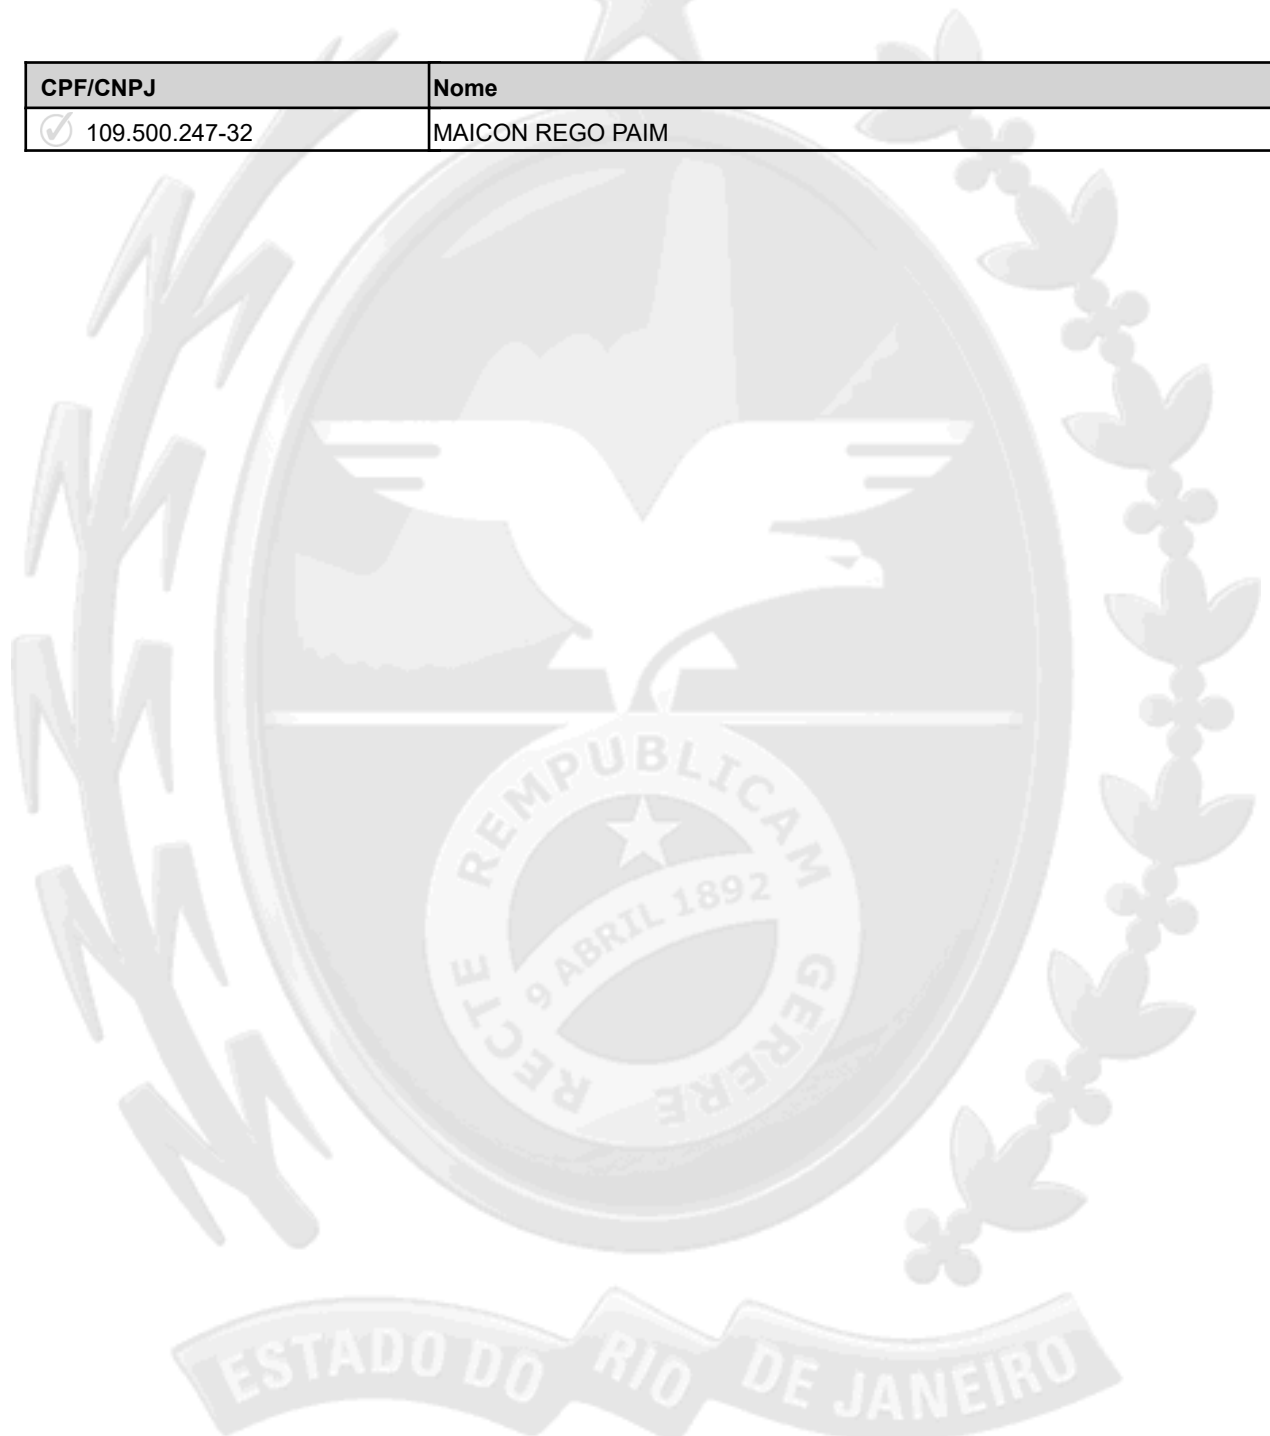 CPF/CNPJ Nome
109.500.247-32 MAICON REGO PAIM
REMPUBLICAM
9 ABRIL 1892
RECTE GERERE
ESTADO DO RIO DE JANEIRO